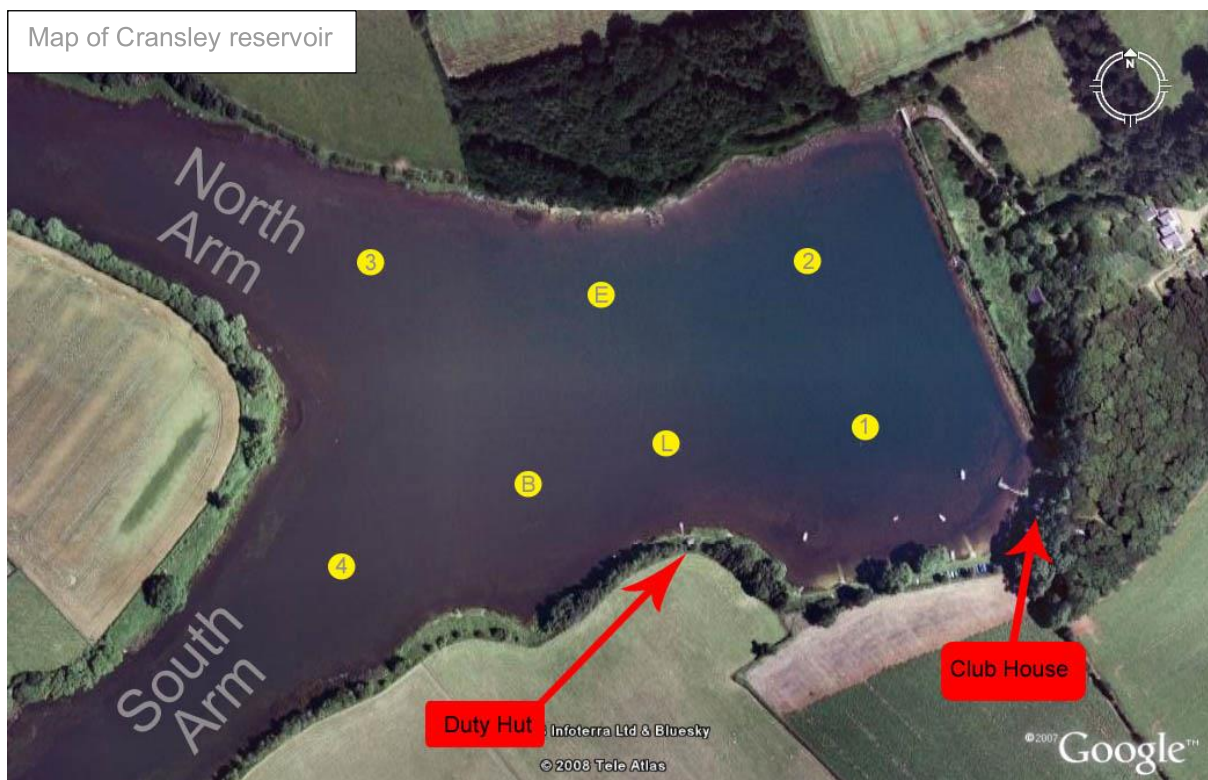 Map of Cransley reservoir
N
North
Arm
3
E
2
1
L
B
4
South
Arm
Club House
Duty Hut
Infoterra Ltd & Bluesky
© 2008 Tele Atlas
©2007 Google™